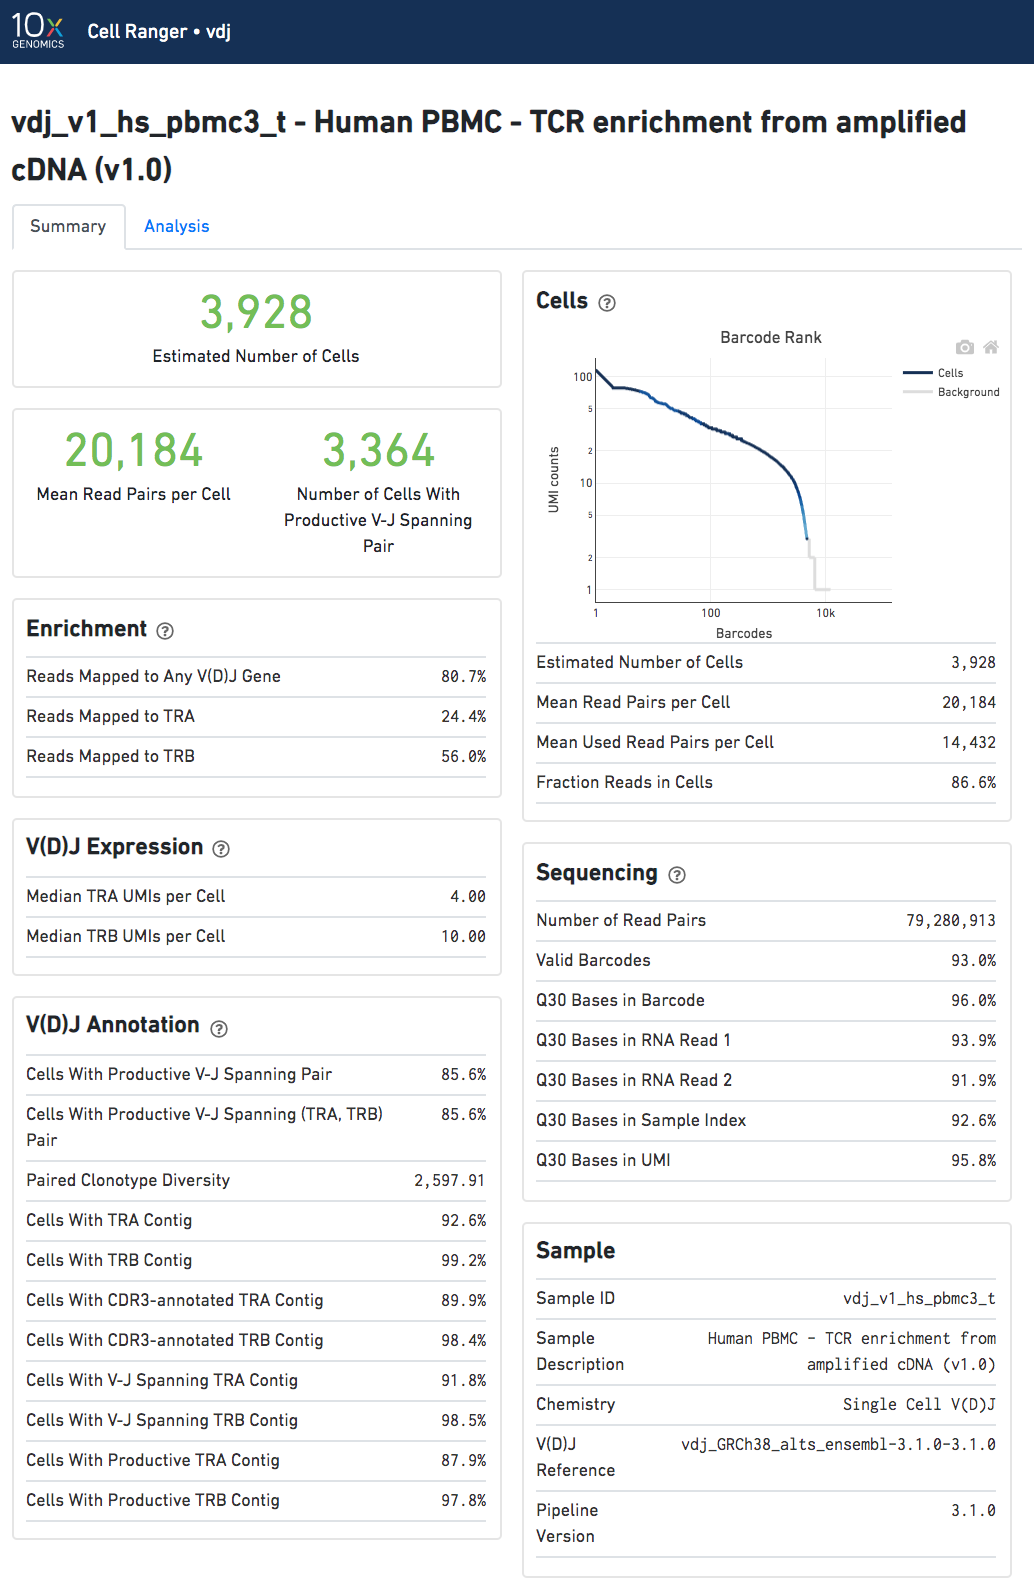 10x
GENOMICS
Cell Ranger • vdj
vdj_v1_hs_pbmc3_t - Human PBMC - TCR enrichment from amplified
cDNA (v1.0)
Summary
Analysis
3,928
Estimated Number of Cells
20,184
Mean Read Pairs per Cell
3,364
Number of Cells With
Productive V-J Spanning
Pair
Enrichment ?
Reads Mapped to Any V(D)J Gene 80.7%
Reads Mapped to TRA 24.4%
Reads Mapped to TRB 56.0%
V(D)J Expression ?
Median TRA UMIs per Cell 4.00
Median TRB UMIs per Cell 10.00
V(D)J Annotation ?
Cells With Productive V-J Spanning Pair 85.6%
Cells With Productive V-J Spanning (TRA, TRB) 85.6%
Pair
Paired Clonotype Diversity 2,597.91
Cells With TRA Contig 92.6%
Cells With TRB Contig 99.2%
Cells With CDR3-annotated TRA Contig 89.9%
Cells With CDR3-annotated TRB Contig 98.4%
Cells With V-J Spanning TRA Contig 91.8%
Cells With V-J Spanning TRB Contig 98.5%
Cells With Productive TRA Contig 87.9%
Cells With Productive TRB Contig 97.8%
Cells ?
Barcode Rank
Cells
Background
UMI counts
100
5
2
10
5
2
1
1 100 10k
Barcodes
Estimated Number of Cells 3,928
Mean Read Pairs per Cell 20,184
Mean Used Read Pairs per Cell 14,432
Fraction Reads in Cells 86.6%
Sequencing ?
Number of Read Pairs 79,280,913
Valid Barcodes 93.0%
Q30 Bases in Barcode 96.0%
Q30 Bases in RNA Read 1 93.9%
Q30 Bases in RNA Read 2 91.9%
Q30 Bases in Sample Index 92.6%
Q30 Bases in UMI 95.8%
Sample
Sample ID vdj_v1_hs_pbmc3_t
Sample Human PBMC - TCR enrichment from
Description amplified cDNA (v1.0)
Chemistry Single Cell V(D)J
V(D)J vdj_GRCh38_alts_ensembl-3.1.0-3.1.0
Reference
Pipeline 3.1.0
Version